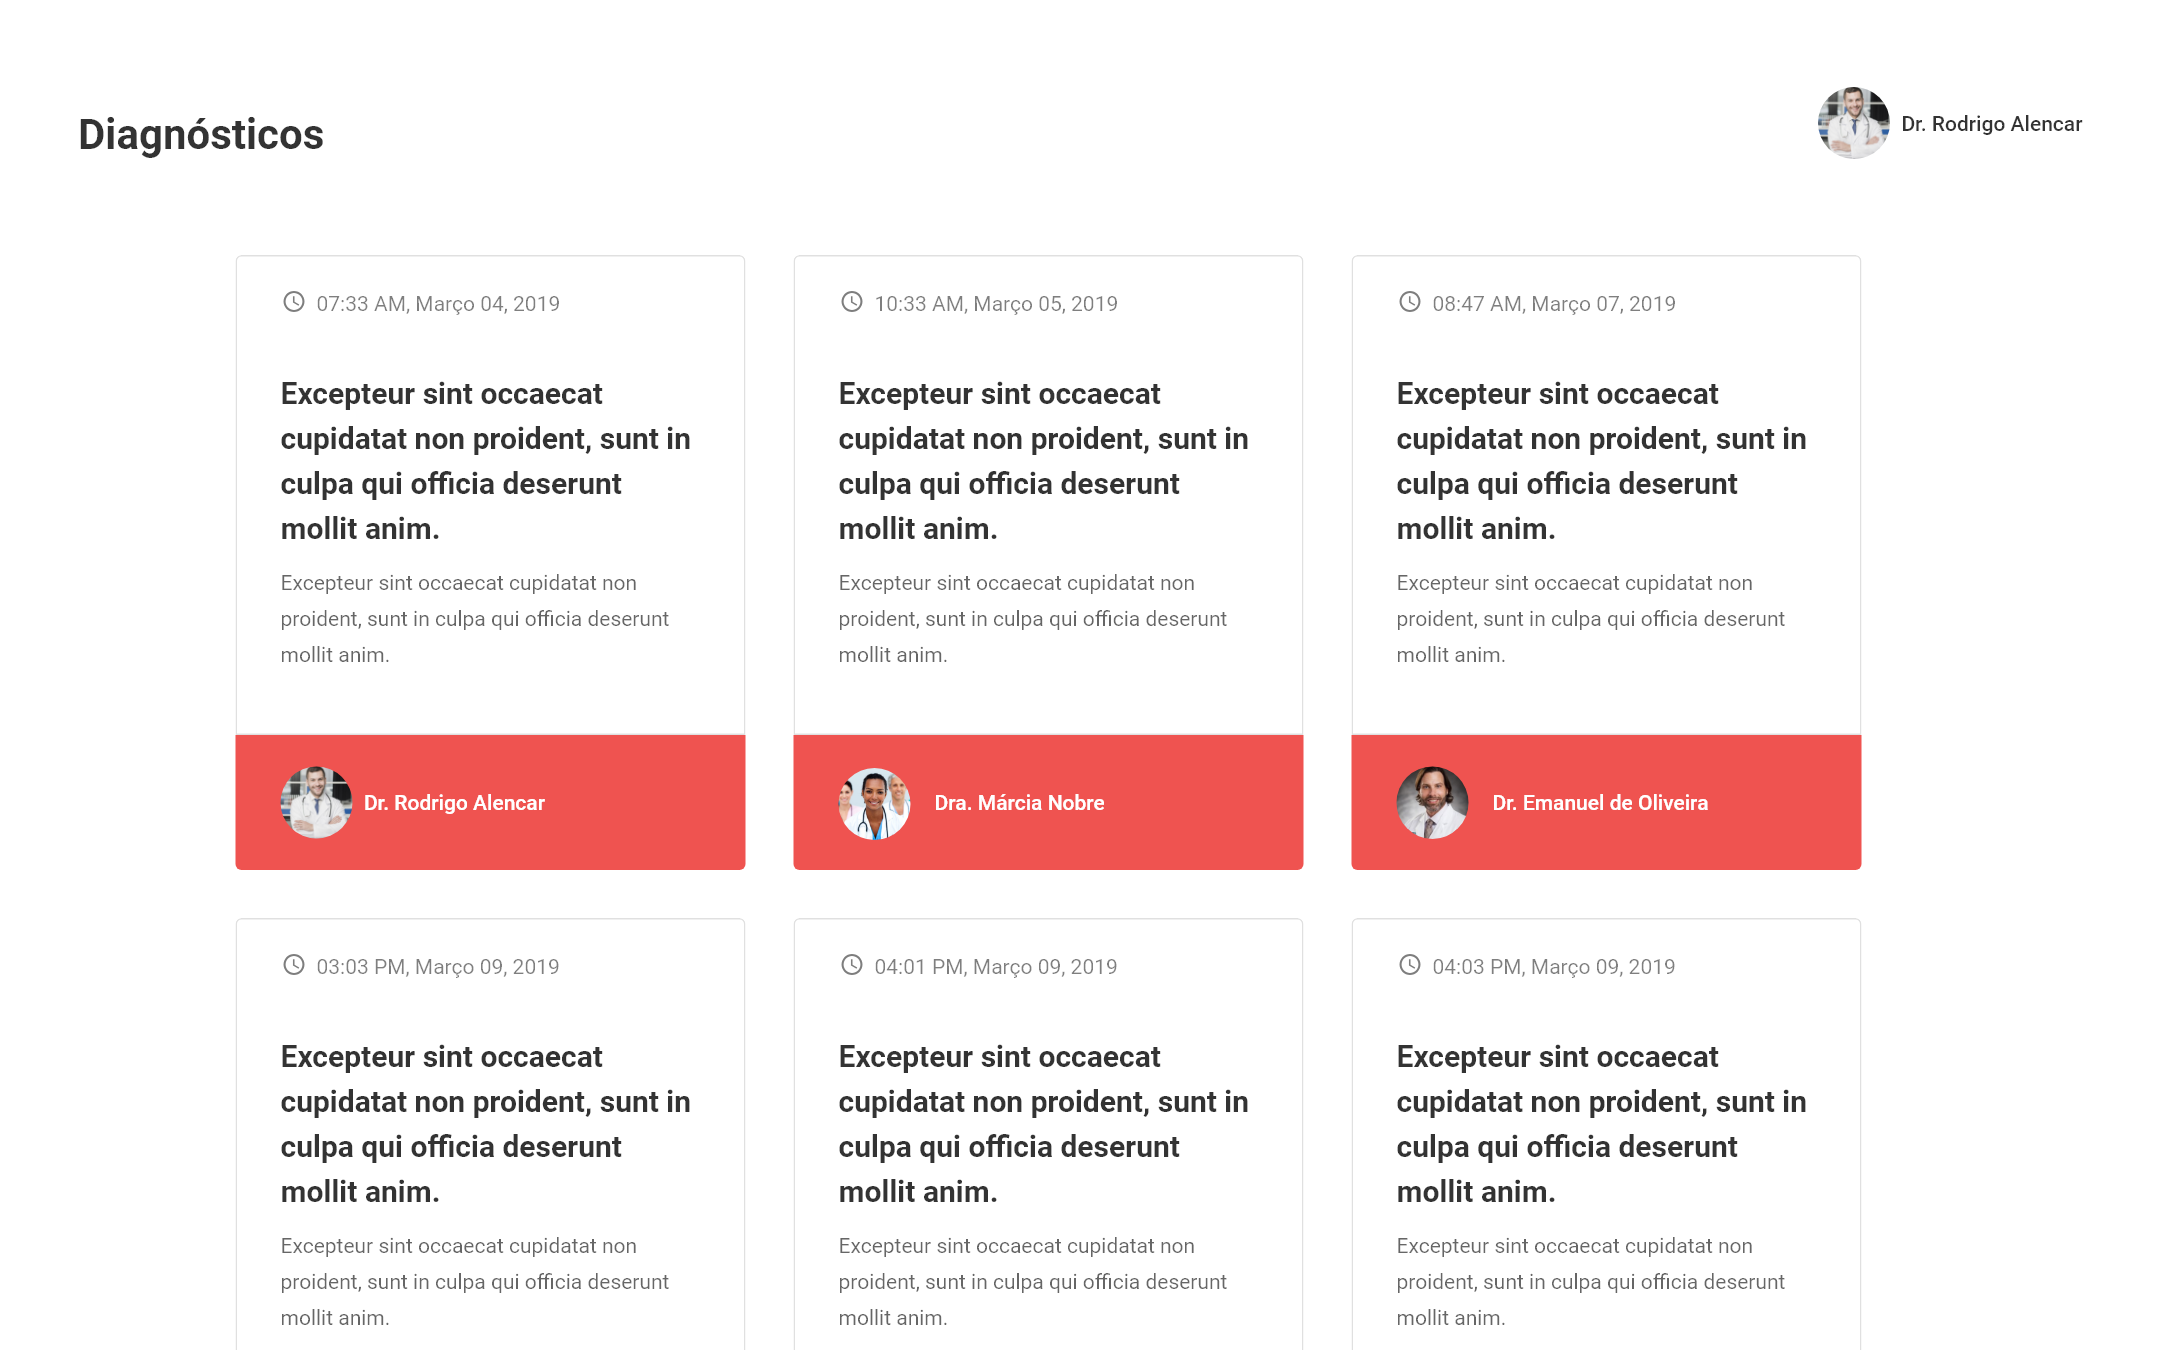 Diagnósticos
Dr. Rodrigo Alencar
07:33 AM, Março 04, 2019
Excepteur sint occaecat
cupidatat non proident, sunt in
culpa qui officia deserunt
mollit anim.
Excepteur sint occaecat cupidatat non
proident, sunt in culpa qui officia deserunt
mollit anim.
Dr. Rodrigo Alencar
10:33 AM, Março 05, 2019
Excepteur sint occaecat
cupidatat non proident, sunt in
culpa qui officia deserunt
mollit anim.
Excepteur sint occaecat cupidatat non
proident, sunt in culpa qui officia deserunt
mollit anim.
Dra. Márcia Nobre
08:47 AM, Março 07, 2019
Excepteur sint occaecat
cupidatat non proident, sunt in
culpa qui officia deserunt
mollit anim.
Excepteur sint occaecat cupidatat non
proident, sunt in culpa qui officia deserunt
mollit anim.
Dr. Emanuel de Oliveira
03:03 PM, Março 09, 2019
Excepteur sint occaecat
cupidatat non proident, sunt in
culpa qui officia deserunt
mollit anim.
Excepteur sint occaecat cupidatat non
proident, sunt in culpa qui officia deserunt
mollit anim.
04:01 PM, Março 09, 2019
Excepteur sint occaecat
cupidatat non proident, sunt in
culpa qui officia deserunt
mollit anim.
Excepteur sint occaecat cupidatat non
proident, sunt in culpa qui officia deserunt
mollit anim.
04:03 PM, Março 09, 2019
Excepteur sint occaecat
cupidatat non proident, sunt in
culpa qui officia deserunt
mollit anim.
Excepteur sint occaecat cupidatat non
proident, sunt in culpa qui officia deserunt
mollit anim.